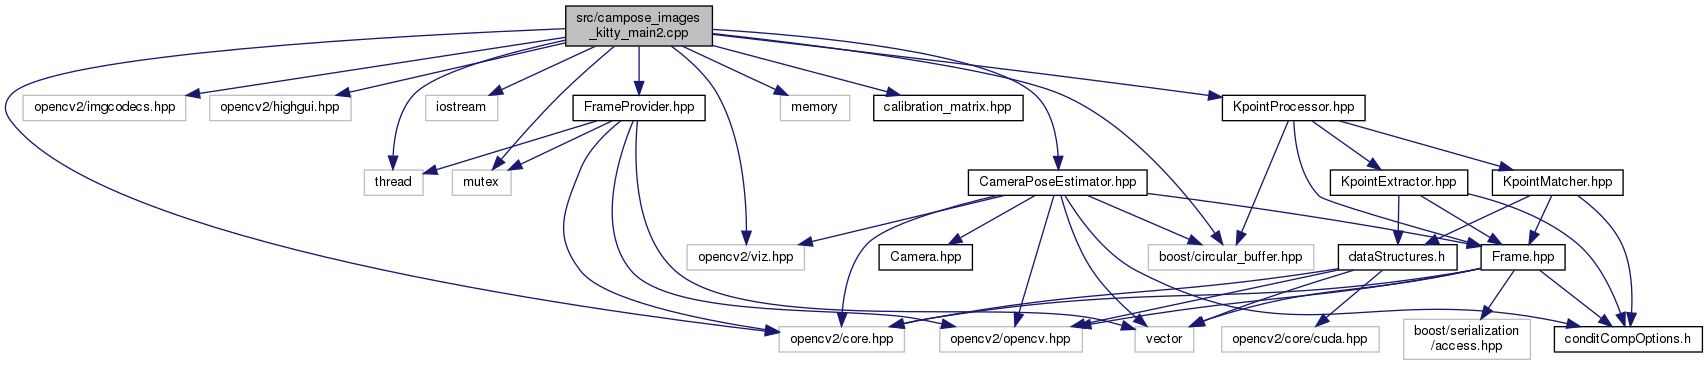 src/campose_images
_kitty_main2.cpp
opencv2/imgcodecs.hpp
opencv2/highgui.hpp
iostream
FrameProvider.hpp
memory
calibration_matrix.hpp
KpointProcessor.hpp
thread
mutex
CameraPoseEstimator.hpp
KpointExtractor.hpp
KpointMatcher.hpp
opencv2/viz.hpp
Camera.hpp
boost/circular_buffer.hpp
dataStructures.h
Frame.hpp
opencv2/core.hpp
opencv2/opencv.hpp
vector
opencv2/core/cuda.hpp
boost/serialization
/access.hpp
conditCompOptions.h